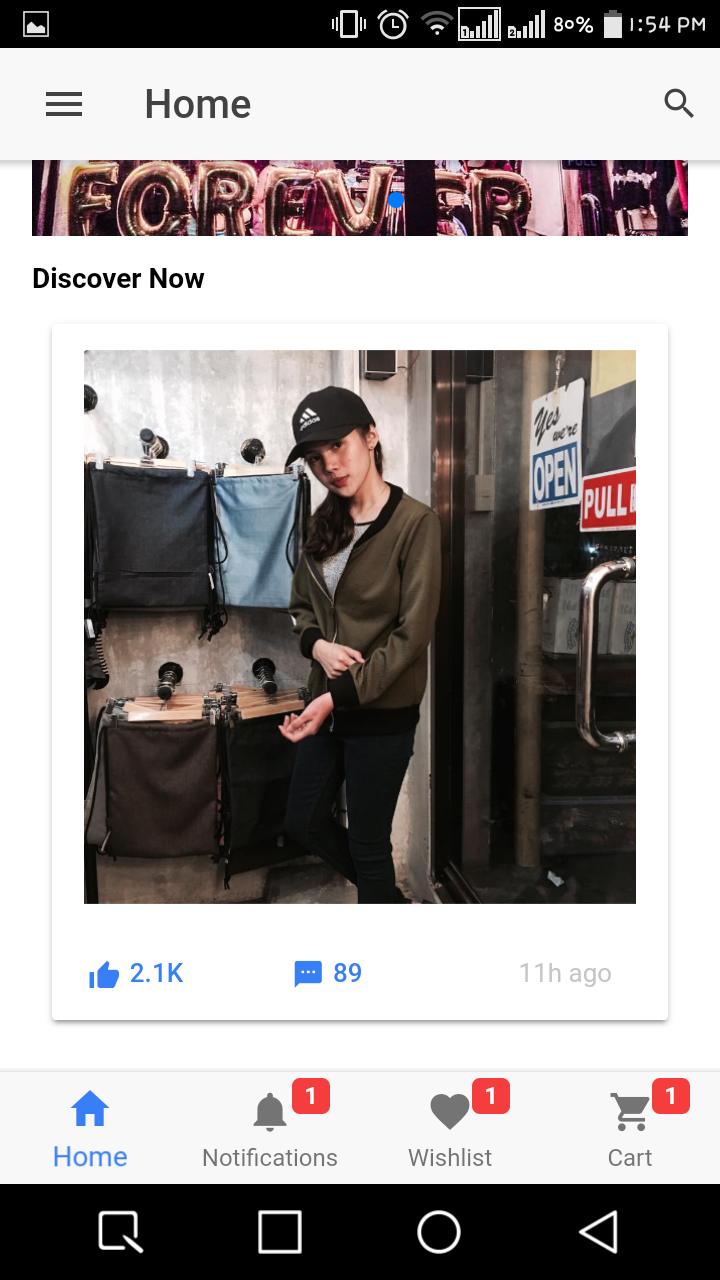 80% 1:54 PM
Home
FOREVER
Discover Now
adidas
Yes
we're
OPEN
PULL
2.1K
89
11h ago
1
1
1
Home
Notifications
Wishlist
Cart